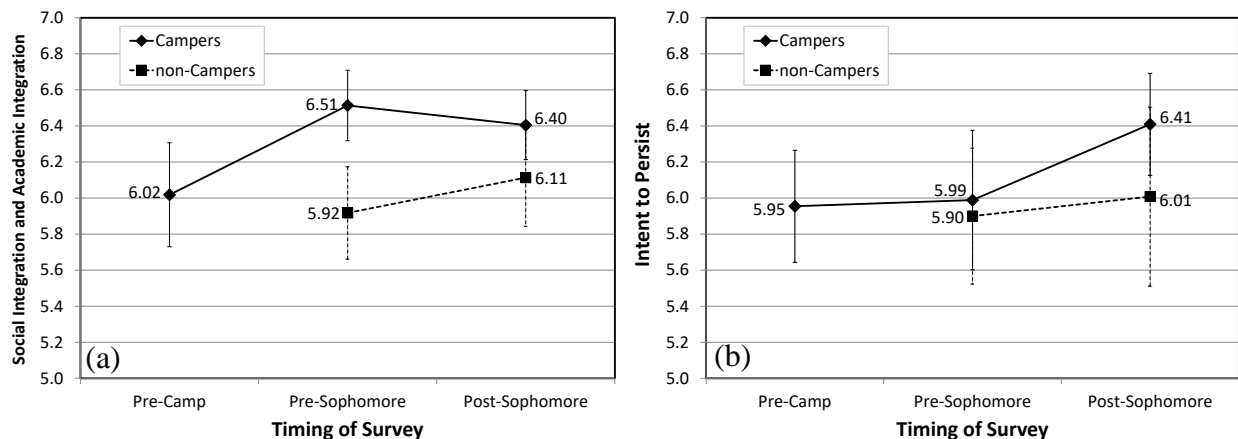 Social Integration and Academic Integration
7.0
6.8
6.6
6.4
6.2
6.0
5.8
5.6
5.4
5.2
5.0
Campers
non-Campers
6.02
6.51
6.40
5.92
6.11
(a)
Pre-Camp Pre-Sophomore Post-Sophomore
Timing of Survey
Intent to Persist
7.0
6.8
6.6
6.4
6.2
6.0
5.8
5.6
5.4
5.2
5.0
Campers
non-Campers
5.95
5.99
6.41
5.90
6.01
(b)
Pre-Camp Pre-Sophomore Post-Sophomore
Timing of Survey